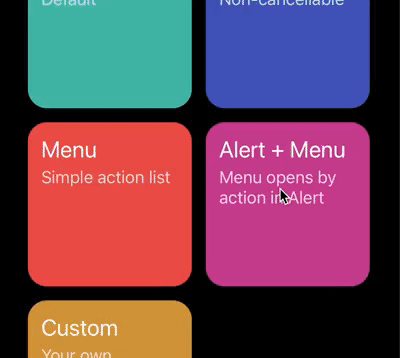 Default
Non-cancellable
Menu
Simple action list
Alert + Menu
Menu opens by
action in Alert
Custom
Your own